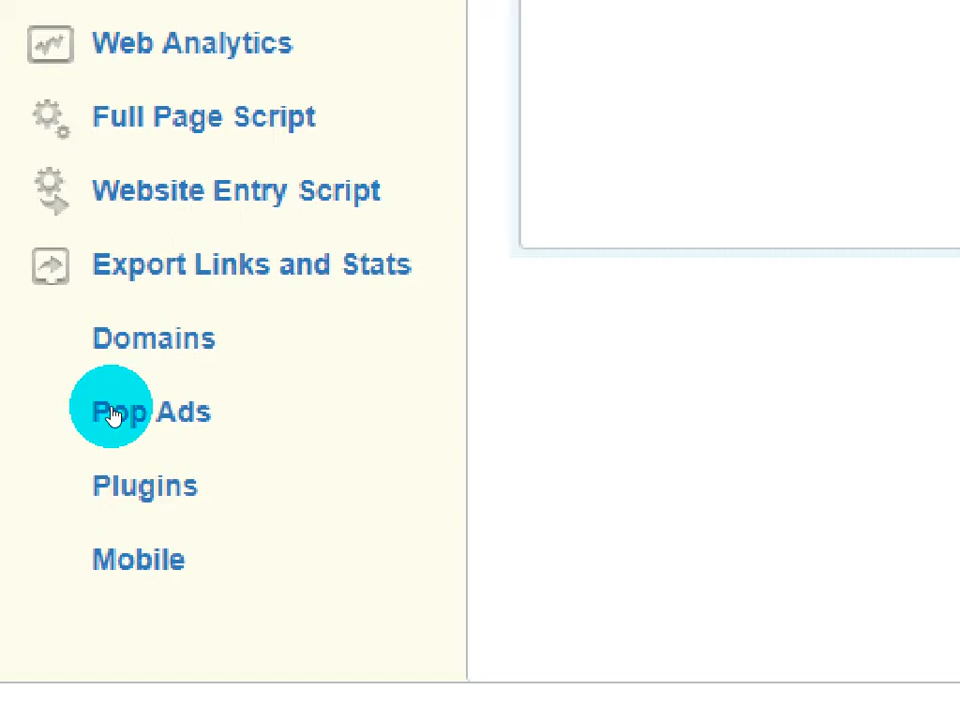 Web Analytics
Full Page Script
Website Entry Script
Export Links and Stats
Domains
Pop Ads
Plugins
Mobile